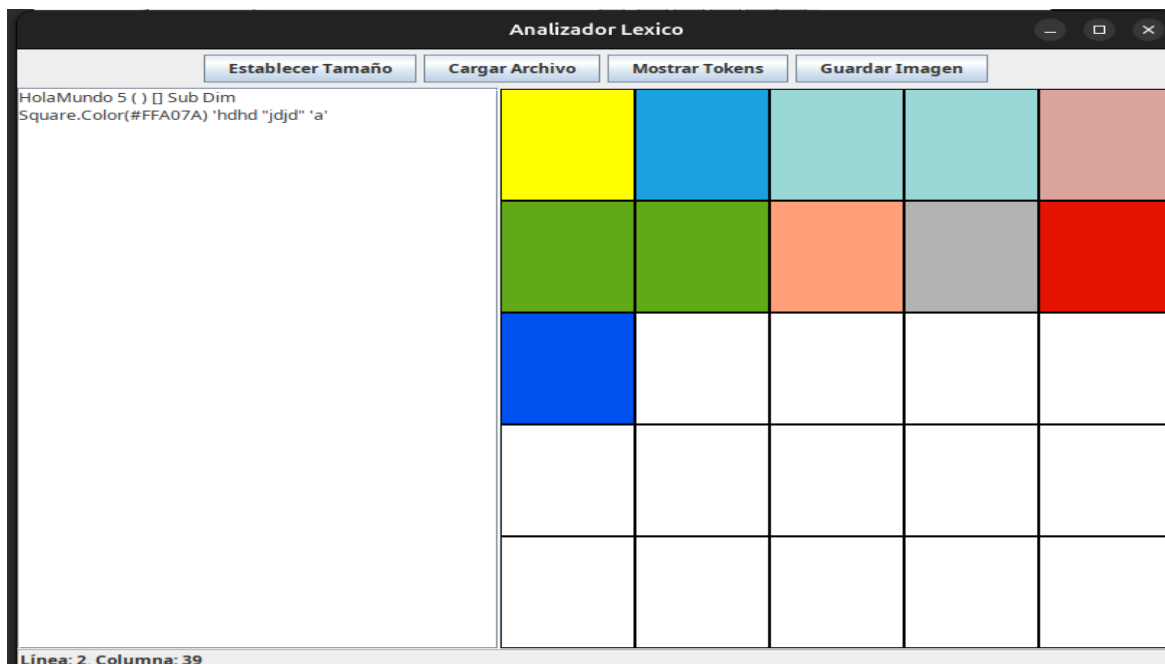 Analizador Lexico
Establecer Tamaño Cargar Archivo Mostrar Tokens Guardar Imagen
HolaMundo 5 ( ) [] Sub Dim
Square.Color(#FFA07A) 'hdhd "jdjd" 'a'
Línea: 2, Columna: 39